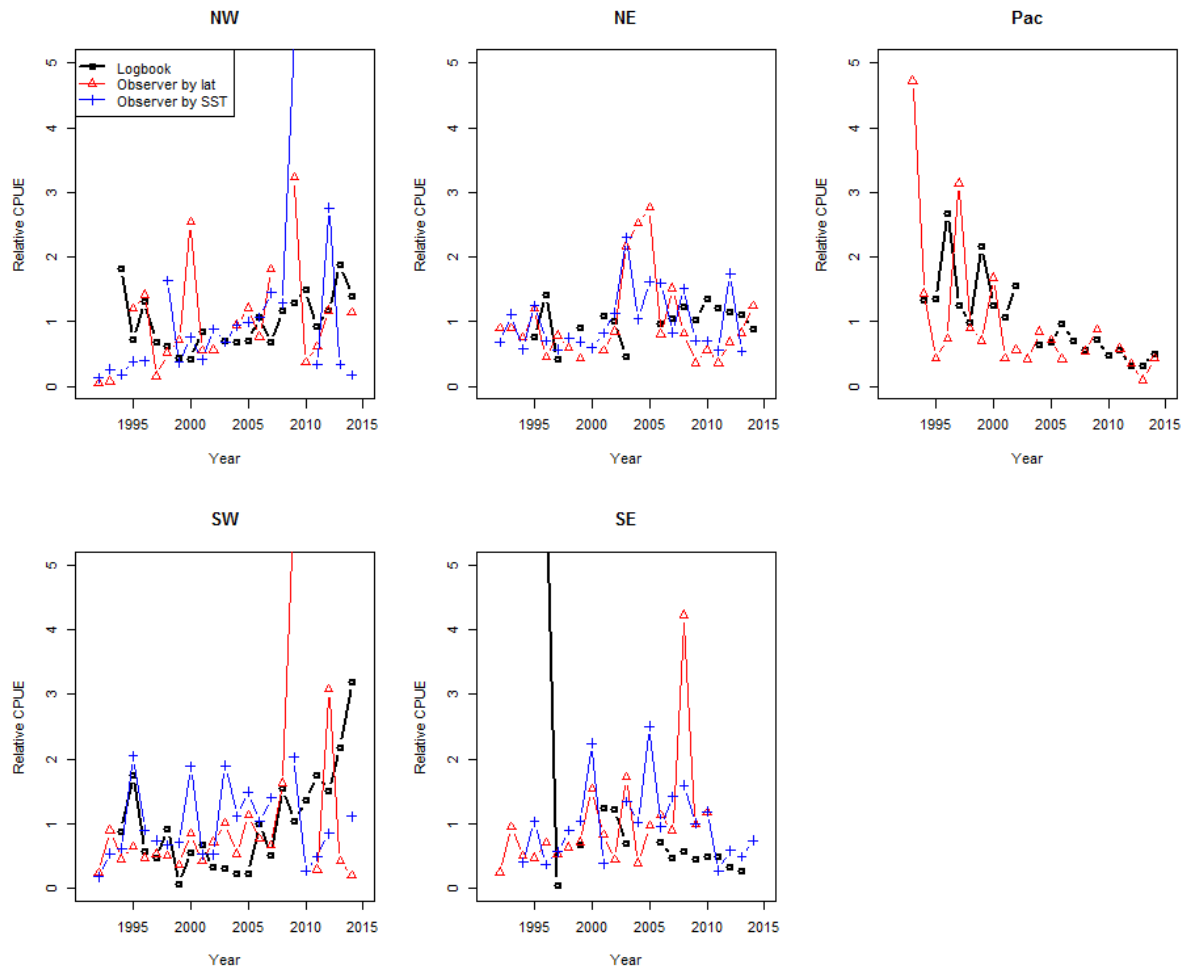 NW
NE
Pac
Relative CPUE
0 1 2 3 4 5
Logbook
Observer by lat
Observer by SST
1995 2000 2005 2010 2015
Year
Relative CPUE
0 1 2 3 4 5
1995 2000 2005 2010 2015
Year
Relative CPUE
0 1 2 3 4 5
1995 2000 2005 2010 2015
Year
SW
SE
Relative CPUE
0 1 2 3 4 5
1995 2000 2005 2010 2015
Year
Relative CPUE
0 1 2 3 4 5
1995 2000 2005 2010 2015
Year